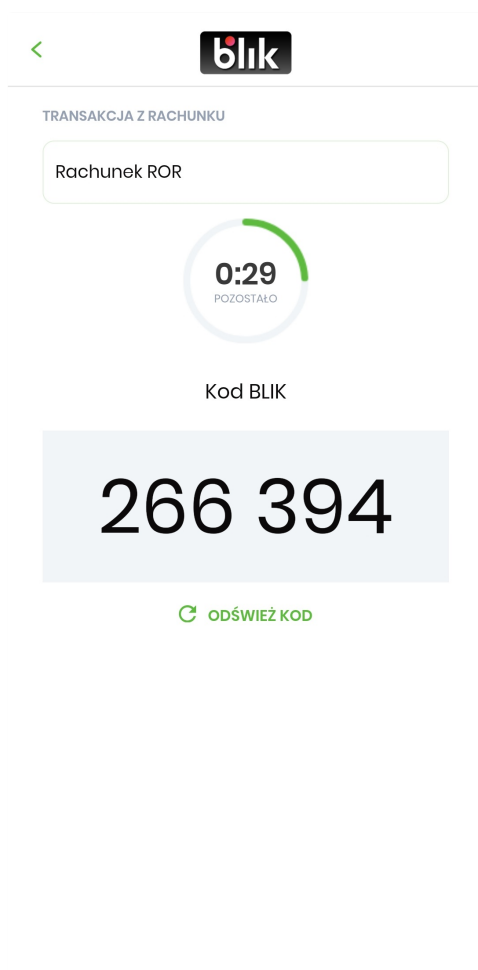 blik
TRANSAKCJA Z RACHUNKU
Rachunek ROR
0:29
POZOSTAŁO
Kod BLIK
266 394
ODŚWIEŻ KOD